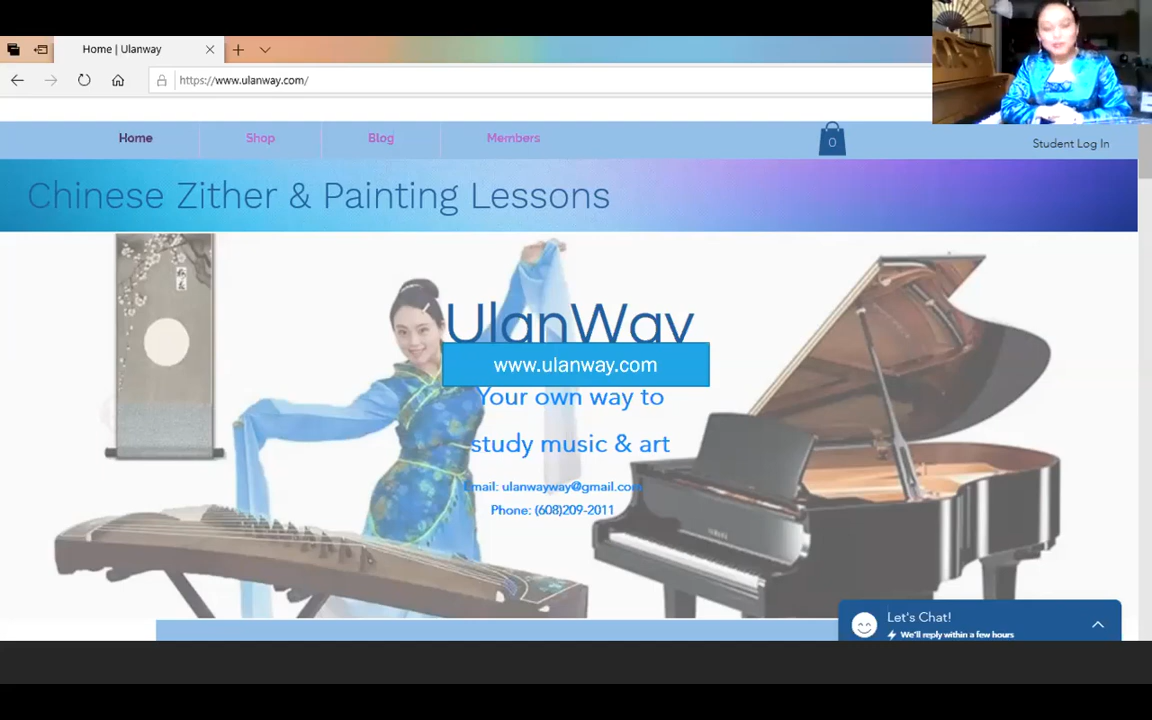 Home | Ulanway
https://www.ulanway.com/
Home Shop Blog Members 0 Student Log In
Chinese Zither & Painting Lessons
UlanWay
www.ulanway.com
Your own way to
study music & art
Email: ulanwayway@gmail.com
Phone: (608)209-2011
YAMAHA
Let's Chat!
We'll reply within a few hours